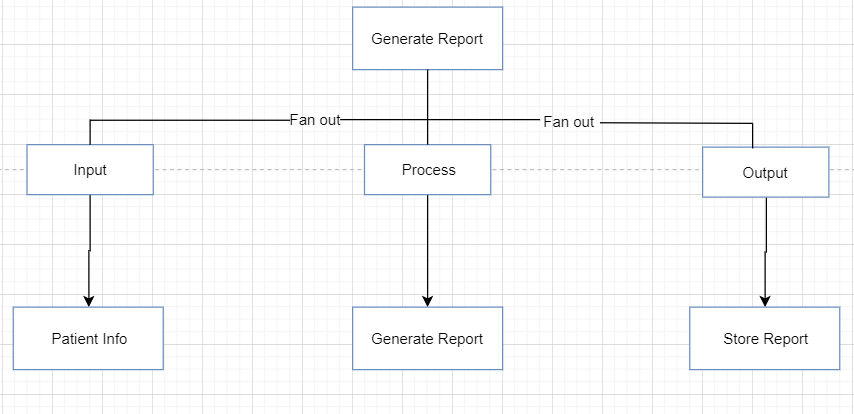 Generate Report
Fan out
Fan out
Input
Process
Output
Patient Info
Generate Report
Store Report